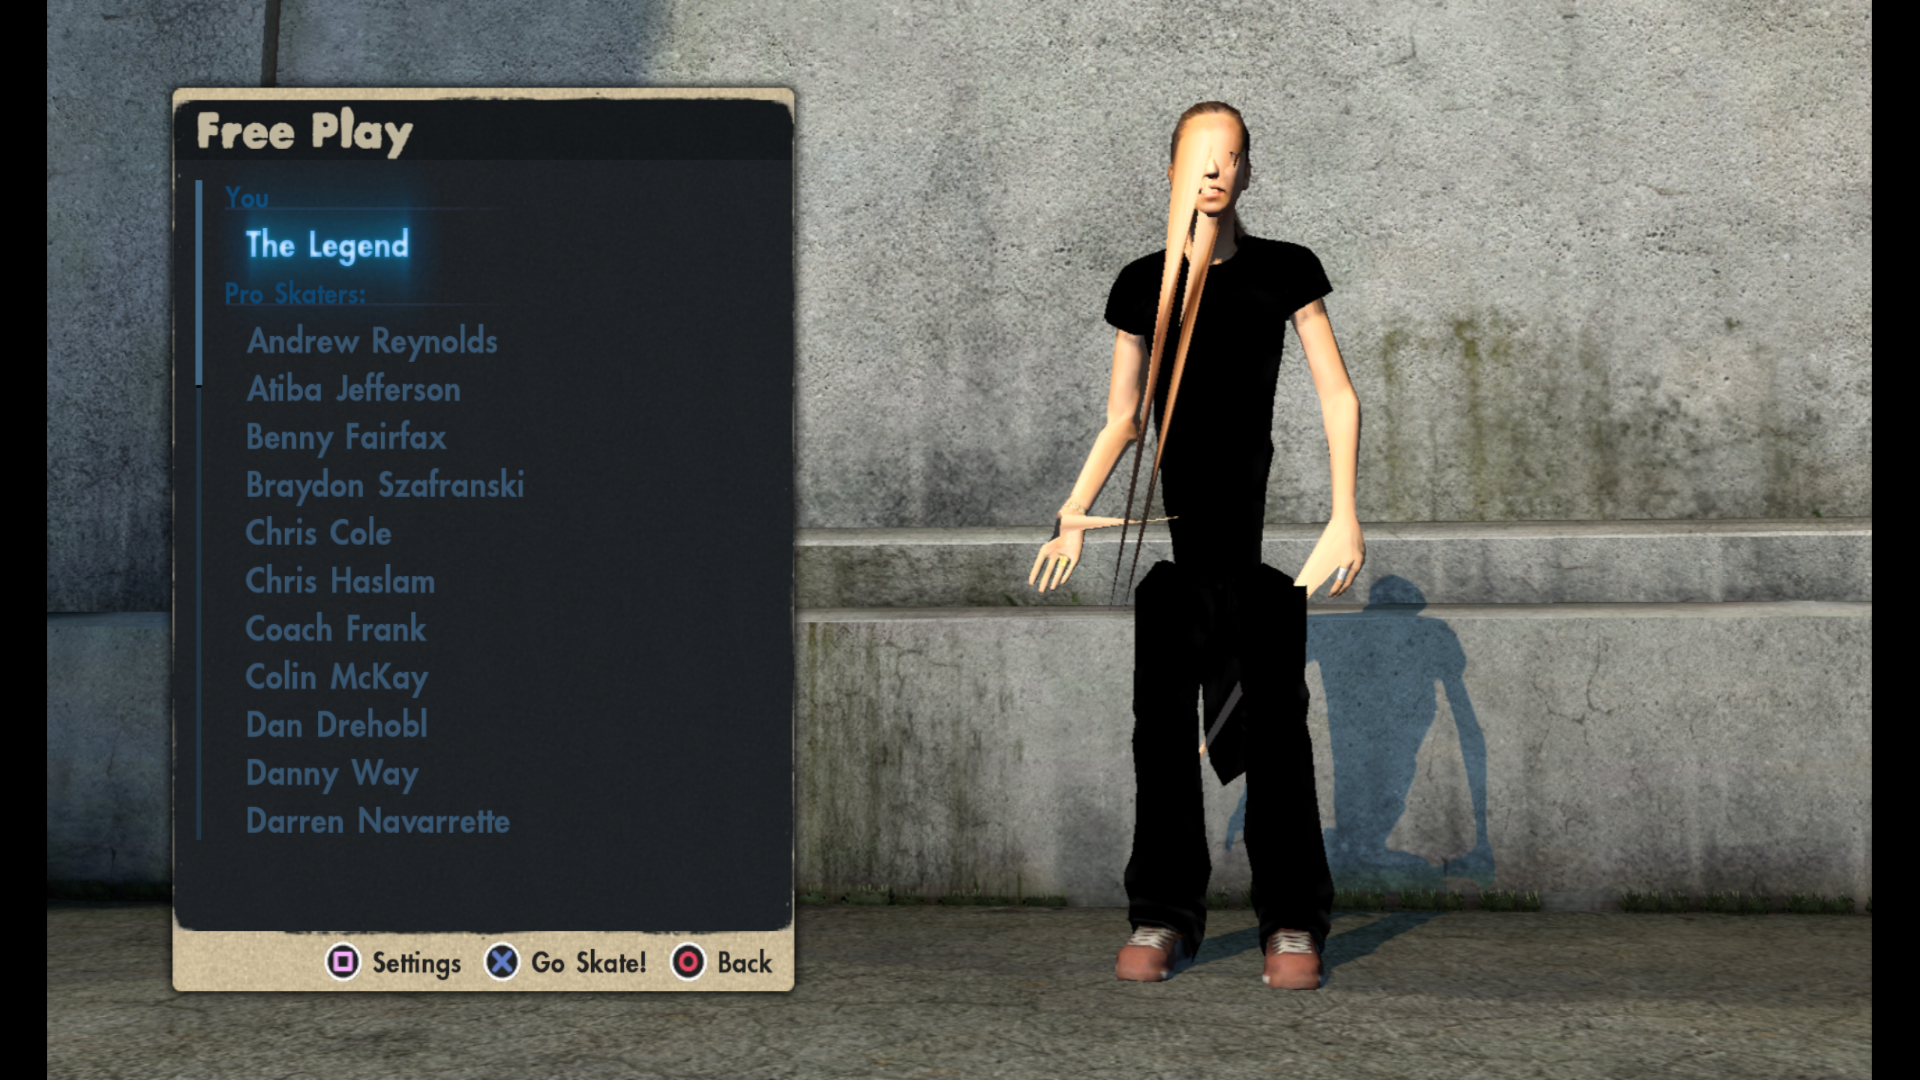 Free Play
You
The Legend
Pro Skaters:
Andrew Reynolds
Atiba Jefferson
Benny Fairfax
Braydon Szafranski
Chris Cole
Chris Haslam
Coach Frank
Colin McKay
Dan Drehobl
Danny Way
Darren Navarrette
Settings Go Skate! Back